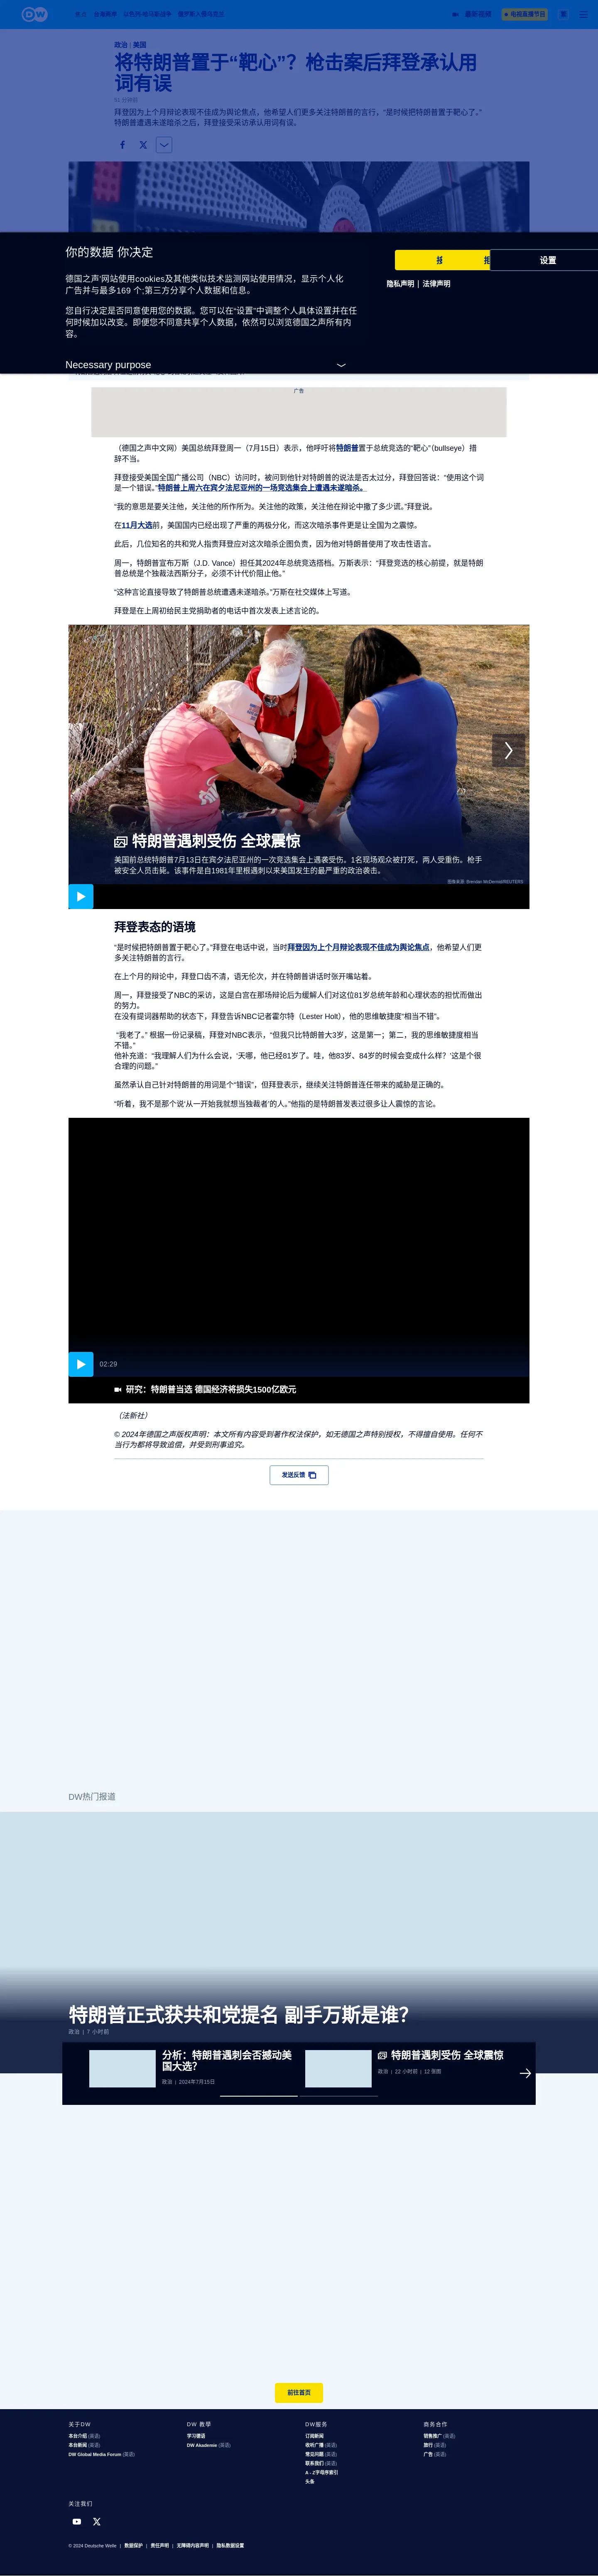 DW
最新视频
电视直播节目
政治 | 美国
将特朗普置于“靶心”？枪击案后拜登承认用
词有误
拜登因为上个月辩论表现不佳成为舆论焦点，他希望人们更多关注特朗普的言行，“是时候把特朗普置于靶心了。”
特朗普遭遇未遂暗杀之后，拜登接受采访承认用词有误。
你的数据 你决定
德国之声‘网站使用cookies及其他类似技术监测网站使用情况，显示个人化
广告并与最多169 个;第三方分享个人数据和信息。
您自行决定是否同意使用您的数据。您可以在“设置”中调整个人具体设置并在任
何时候加以改变。即便您不同意共享个人数据，依然可以浏览德国之声所有内
容。
Necessary purpose
设置
隐私声明 | 法律声明
广告
（德国之声中文网）美国总统拜登周一（7月15日）表示，他呼吁将特朗普置于总统竞选的“靶心”（bullseye）措
辞不当。
拜登接受美国全国广播公司（NBC）访问时，被问到他针对特朗普的说法是否太过分，拜登回答说：“使用这个词
是一个错误。”特朗普上周六在宾夕法尼亚州的一场竞选集会上遭遇未遂暗杀。
“我的意思是要关注他，关注他的所作所为。关注他的政策，关注他在辩论中撒了多少谎。”拜登说。
在11月大选前，美国国内已经出现了严重的两极分化，而这次暗杀事件更是让全国为之震惊。
此后，几位知名的共和党人指责拜登应对这次暗杀企图负责，因为他对特朗普使用了攻击性语言。
周一，特朗普宣布万斯（J.D. Vance）担任其2024年总统竞选搭档。万斯表示：“拜登竞选的核心前提，就是特朗
普总统是个独裁法西斯分子，必须不计代价阻止他。”
“这种言论直接导致了特朗普总统遭遇未遂暗杀。”万斯在社交媒体上写道。
拜登是在上周初给民主党捐助者的电话中首次发表上述言论的。
特朗普遇刺受伤 全球震惊
美国前总统特朗普7月13日在宾夕法尼亚州的一次竞选集会上遇袭受伤。1名现场观众被打死，两人受重伤。枪手
被安全人员击毙。该事件是自1981年里根遇刺以来美国发生的最严重的政治袭击。
图像来源: Brendan McDermid/REUTERS
拜登表态的语境
“是时候把特朗普置于靶心了。”拜登在电话中说，当时拜登因为上个月辩论表现不佳成为舆论焦点，他希望人们更
多关注特朗普的言行。
在上个月的辩论中，拜登口齿不清，语无伦次，并在特朗普讲话时张开嘴站着。
周一，拜登接受了NBC的采访，这是白宫在那场辩论后为缓解人们对这位81岁总统年龄和心理状态的担忧而做出
的努力。
在没有提词器帮助的状态下，拜登告诉NBC记者霍尔特（Lester Holt），他的思维敏捷度“相当不错”。
“我老了。” 根据一份记录稿，拜登对NBC表示，“但我只比特朗普大3岁，这是第一；第二，我的思维敏捷度相当
不错。”
他补充道：“我理解人们为什么会说，‘天哪，他已经81岁了。哇，他83岁、84岁的时候会变成什么样？’这是个很
合理的问题。”
虽然承认自己针对特朗普的用词是个“错误”，但拜登表示，继续关注特朗普连任带来的威胁是正确的。
“听着，我不是那个说‘从一开始我就想当独裁者’的人。”他指的是特朗普发表过很多让人震惊的言论。
02:29
研究：特朗普当选 德国经济将损失1500亿欧元
（法新社）
© 2024年德国之声版权声明：本文所有内容受到著作权法保护，如无德国之声特别授权，不得擅自使用。任何不
当行为都将导致追偿，并受到刑事追究。
发送反馈
DW热门报道
特朗普正式获共和党提名 副手万斯是谁?
政治 | 7 小时前
分析：特朗普遇刺会否撼动美
国大选?
政治 | 2024年7月15日
特朗普遇刺受伤 全球震惊
政治 | 22 小时前 | 12 张图
前往首页
关于DW
本台介绍 (英语)
本台新闻 (英语)
DW Global Media Forum (英语)
DW 教学
学习德语
DW Akademie (英语)
DW服务
订阅新闻
收听广播 (英语)
常见问题 (英语)
联系我们 (英语)
A - Z字母序索引
头条
商务合作
销售推广 (英语)
旅行 (英语)
广告 (英语)
关注我们
© 2024 Deutsche Welle | 数据保护 | 责任声明 | 无障碍内容声明 | 隐私数据设置